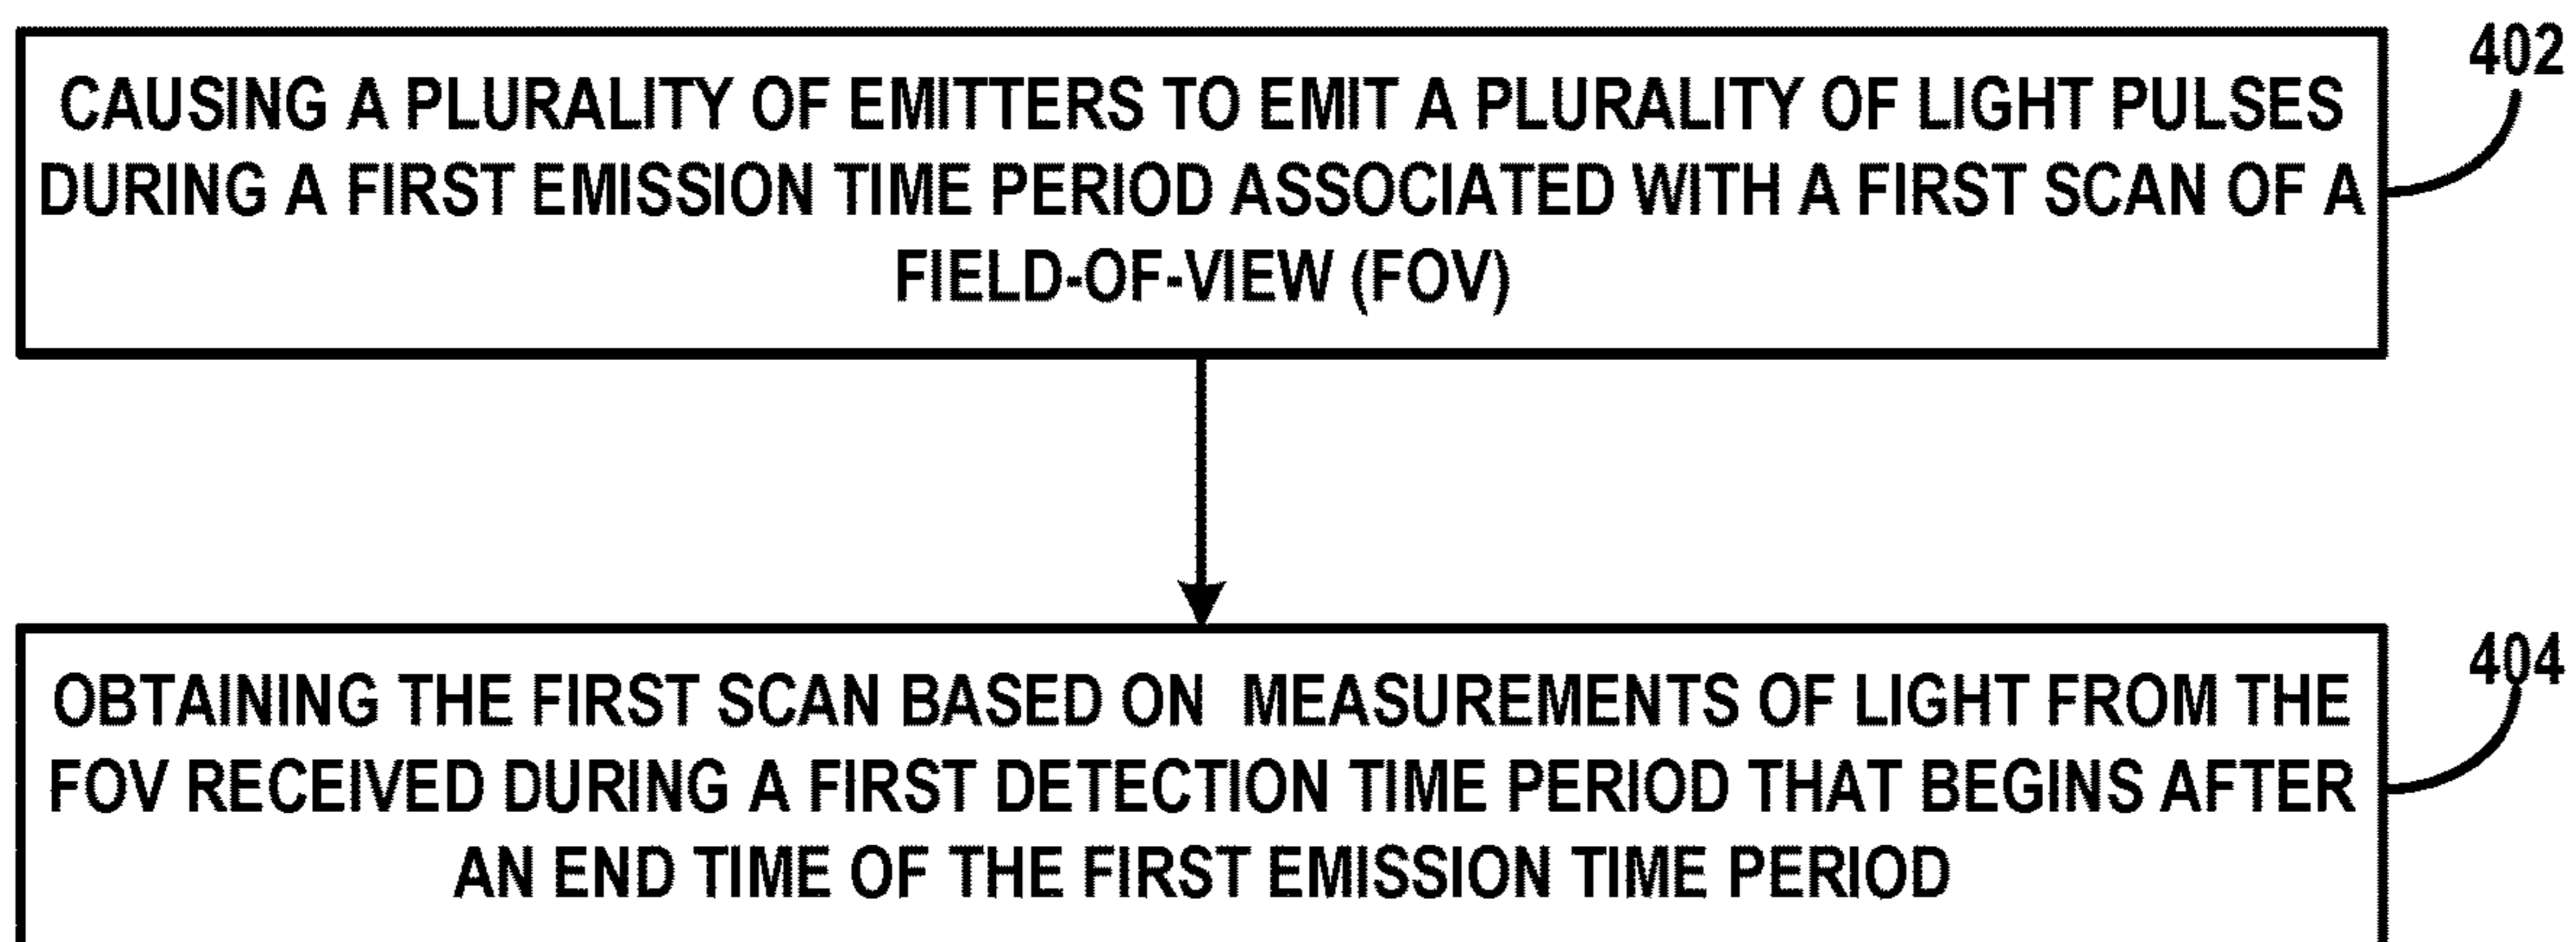 402
CAUSING A PLURALITY OF EMITTERS TO EMIT A PLURALITY OF LIGHT PULSES
DURING A FIRST EMISSION TIME PERIOD ASSOCIATED WITH A FIRST SCAN OF A
FIELD-OF-VIEW (FOV)
404
OBTAINING THE FIRST SCAN BASED ON MEASUREMENTS OF LIGHT FROM THE
FOV RECEIVED DURING A FIRST DETECTION TIME PERIOD THAT BEGINS AFTER
AN END TIME OF THE FIRST EMISSION TIME PERIOD